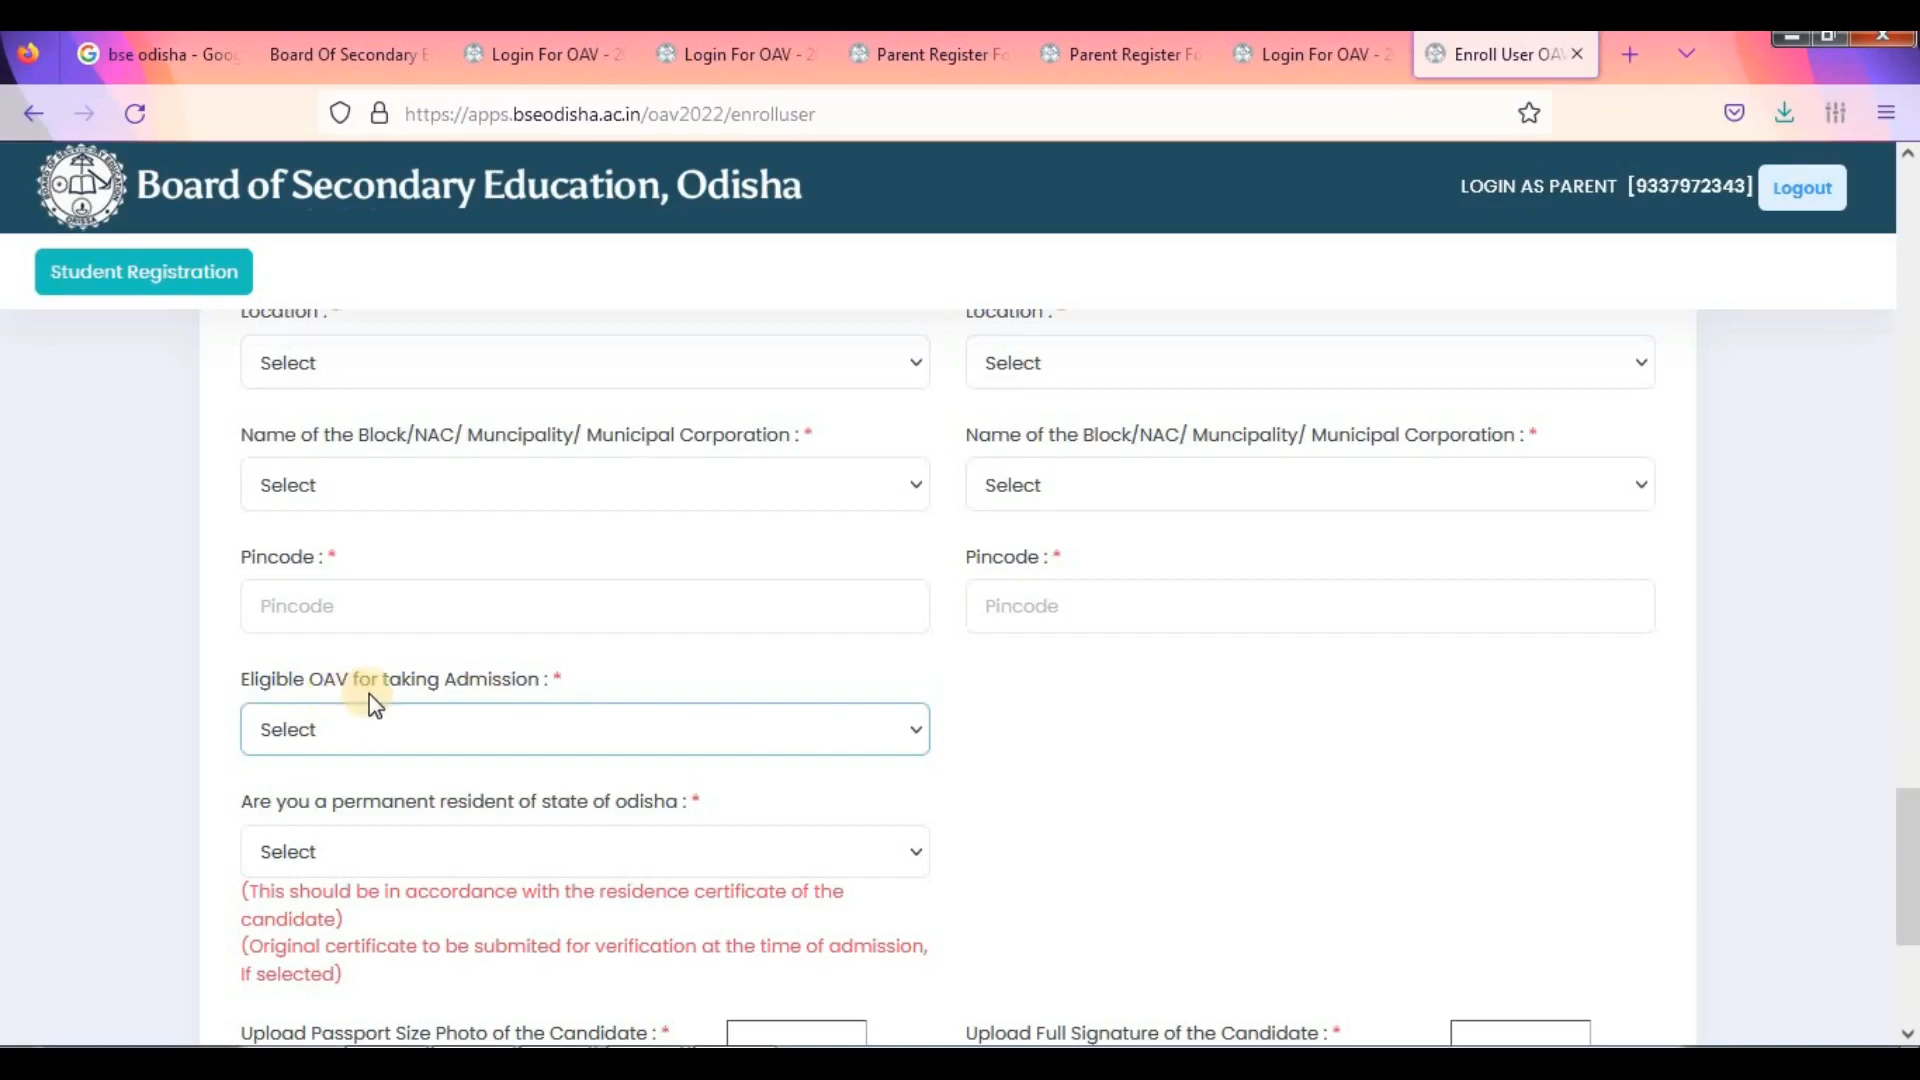 bse odisha - Goo
Board Of Secondary E
Login For OAV - 2
Login For OAV - 2
Parent Register Fo
Parent Register Fo
Login For OAV - 2
Enroll User OAV
https://apps.bseodisha.ac.in/oav2022/enrolluser
Board of Secondary Education, Odisha
LOGIN AS PARENT [9337972343]
Logout
Student Registration
Location : *
Location : *
Select
Select
Name of the Block/NAC/ Muncipality/ Municipal Corporation : *
Name of the Block/NAC/ Muncipality/ Municipal Corporation : *
Select
Select
Pincode : *
Pincode : *
Pincode
Pincode
Eligible OAV for taking Admission : *
Select
Are you a permanent resident of state of odisha : *
Select
(This should be in accordance with the residence certificate of the
candidate)
(Original certificate to be submited for verification at the time of admission,
If selected)
Upload Passport Size Photo of the Candidate : *
Upload Full Signature of the Candidate : *